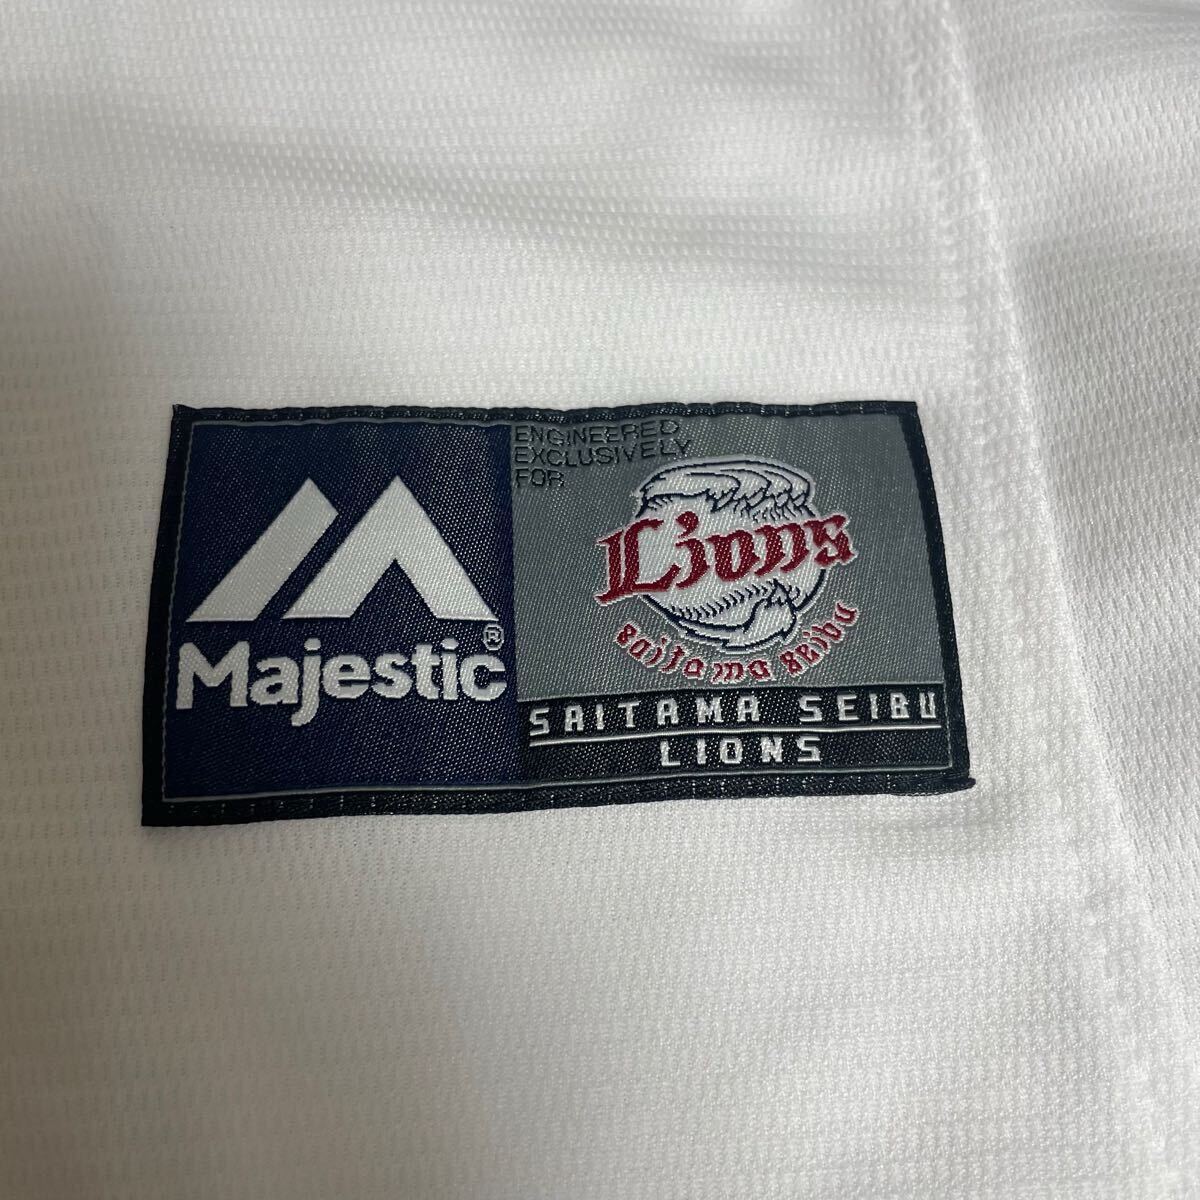 Majestic®
ENGINEERED
EXCLUSIVELY
FOR
Lions
saitama seibu
SAITAMA SEIBU
LIONS